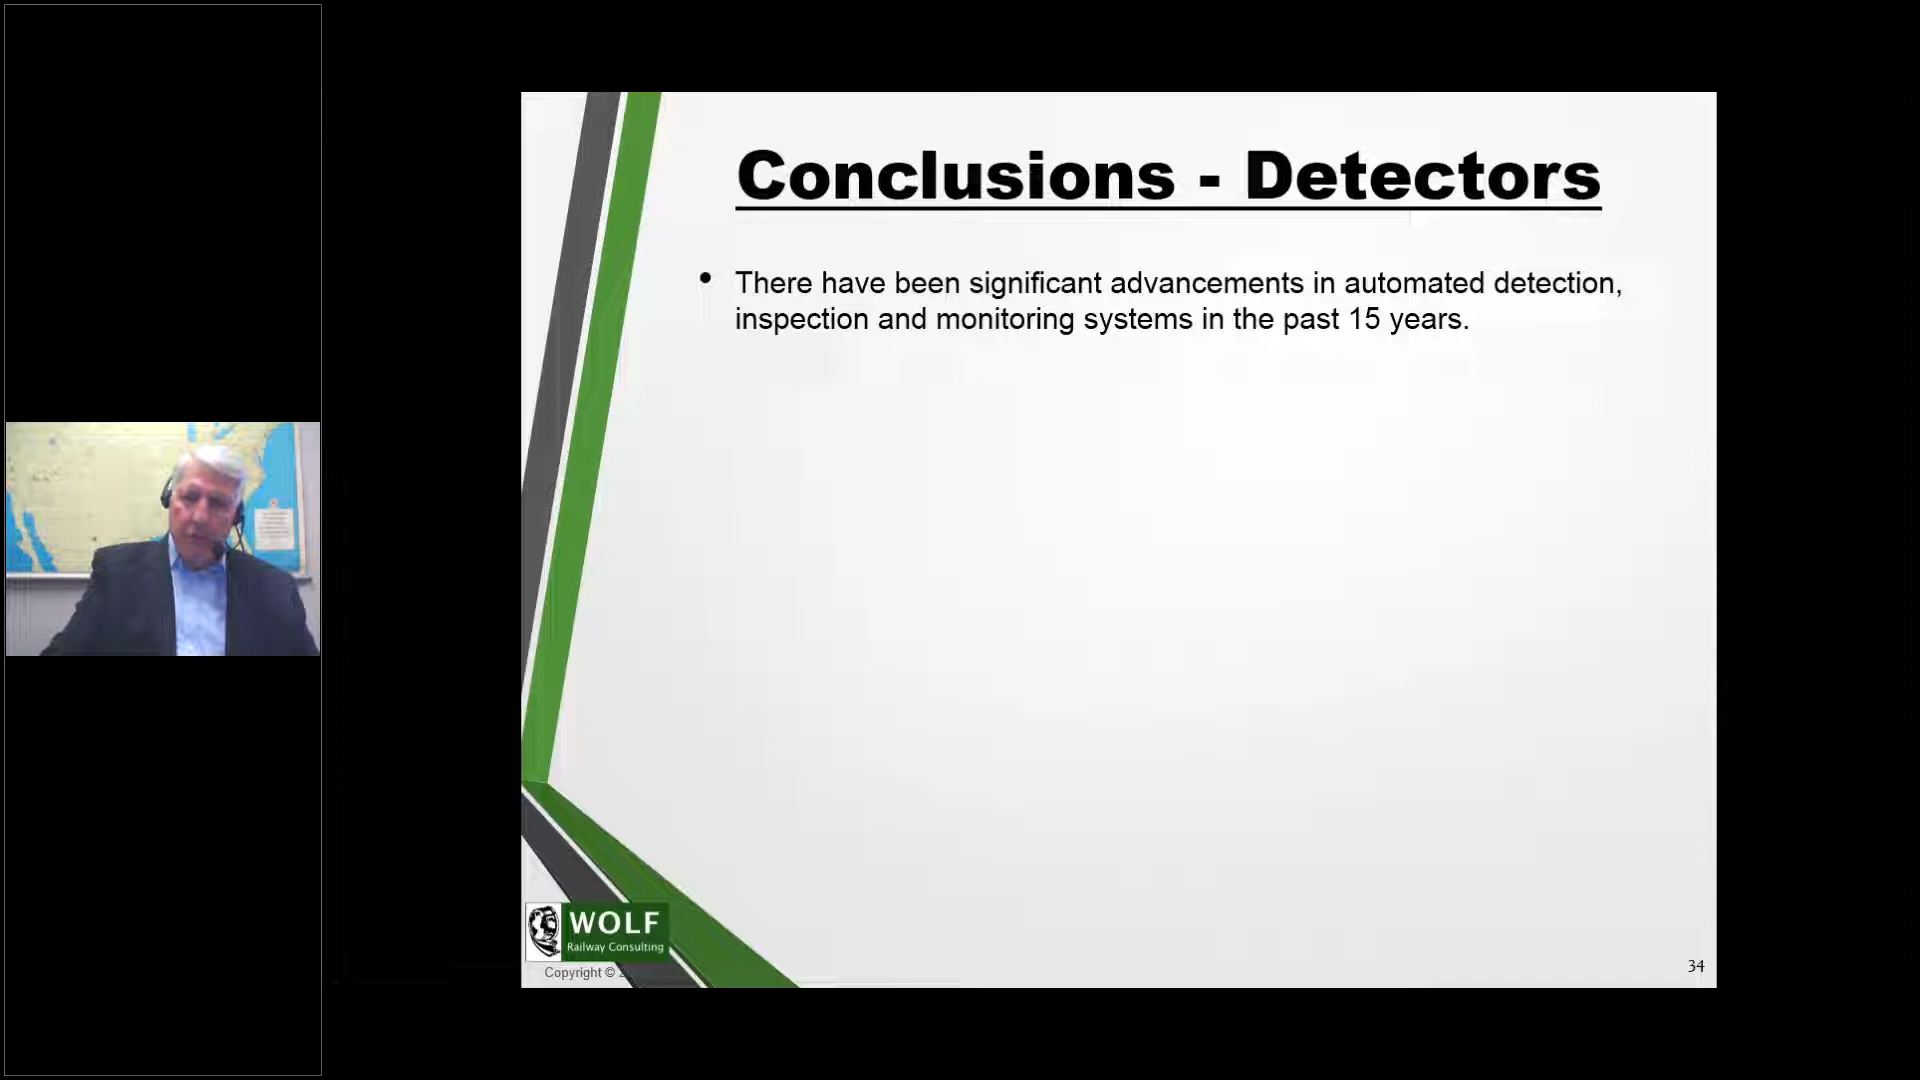 Conclusions - Detectors
• There have been significant advancements in automated detection,
inspection and monitoring systems in the past 15 years.
WOLF
Railway Consulting
Copyright ©
34